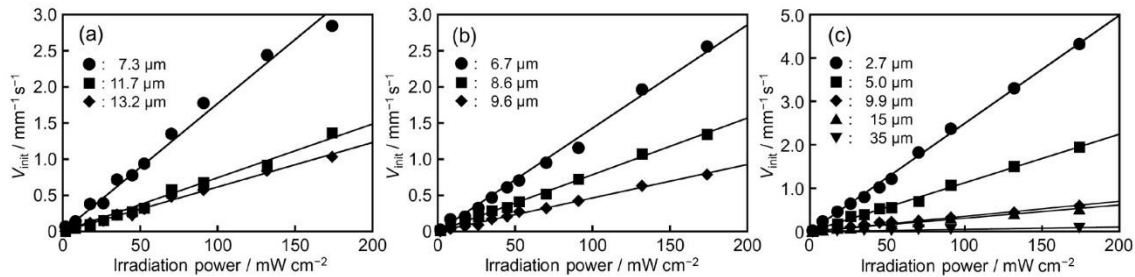 (a)
●: 7.3 μm
■: 11.7 μm
◆: 13.2 μm
V_init / mm⁻¹ s⁻¹
3.0
2.5
2.0
1.5
1.0
0.5
0
0 50 100 150 200
Irradiation power / mW cm⁻²
(b)
●: 6.7 μm
■: 8.6 μm
◆: 9.6 μm
V_init / mm⁻¹ s⁻¹
3.0
2.5
2.0
1.5
1.0
0.5
0
0 50 100 150 200
Irradiation power / mW cm⁻²
(c)
●: 2.7 μm
■: 5.0 μm
◆: 9.9 μm
▲: 15 μm
▼: 35 μm
V_init / mm⁻¹ s⁻¹
5.0
4.0
3.0
2.0
1.0
0
0 50 100 150 200
Irradiation power / mW cm⁻²